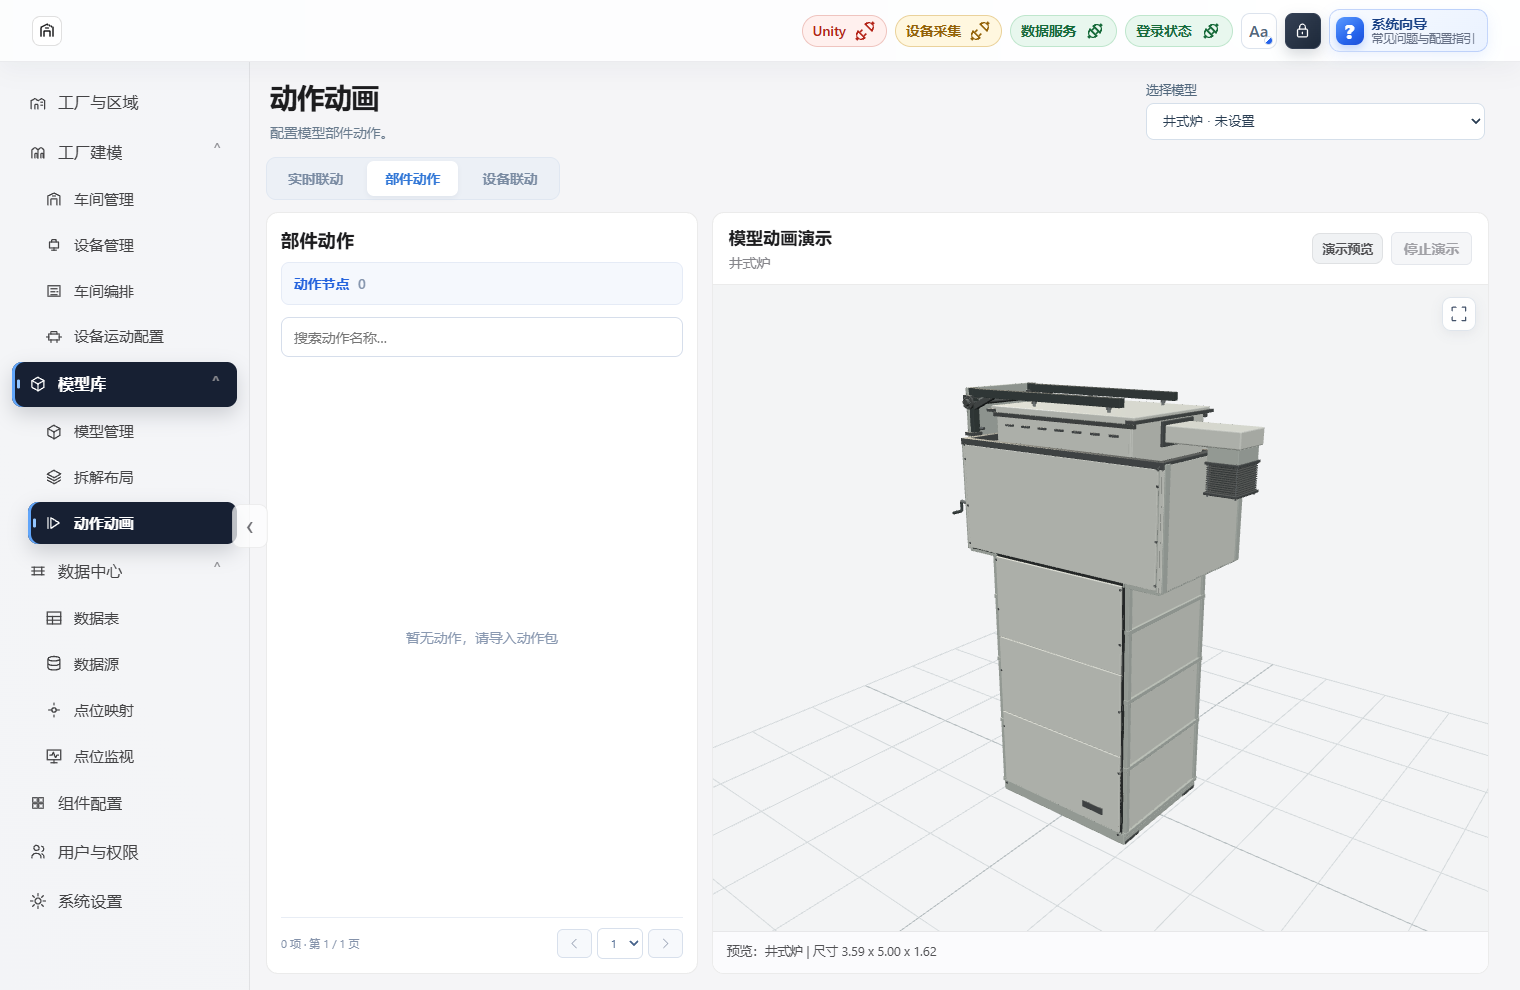 Unity
设备采集
数据服务
登录状态
Aa
?
系统向导
常见问题与配置指引
工厂与区域
工厂建模
车间管理
设备管理
车间编排
设备运动配置
模型库
模型管理
拆解布局
动作动画
数据中心
数据表
数据源
点位映射
点位监视
组件配置
用户与权限
系统设置
动作动画
配置模型部件动作。
选择模型
井式炉 · 未设置
实时联动
部件动作
设备联动
部件动作
动作节点 0
搜索动作名称...
暂无动作，请导入动作包
0 项 · 第 1 / 1 页
1
模型动画演示
井式炉
演示预览
停止演示
预览：井式炉 | 尺寸 3.59 x 5.00 x 1.62